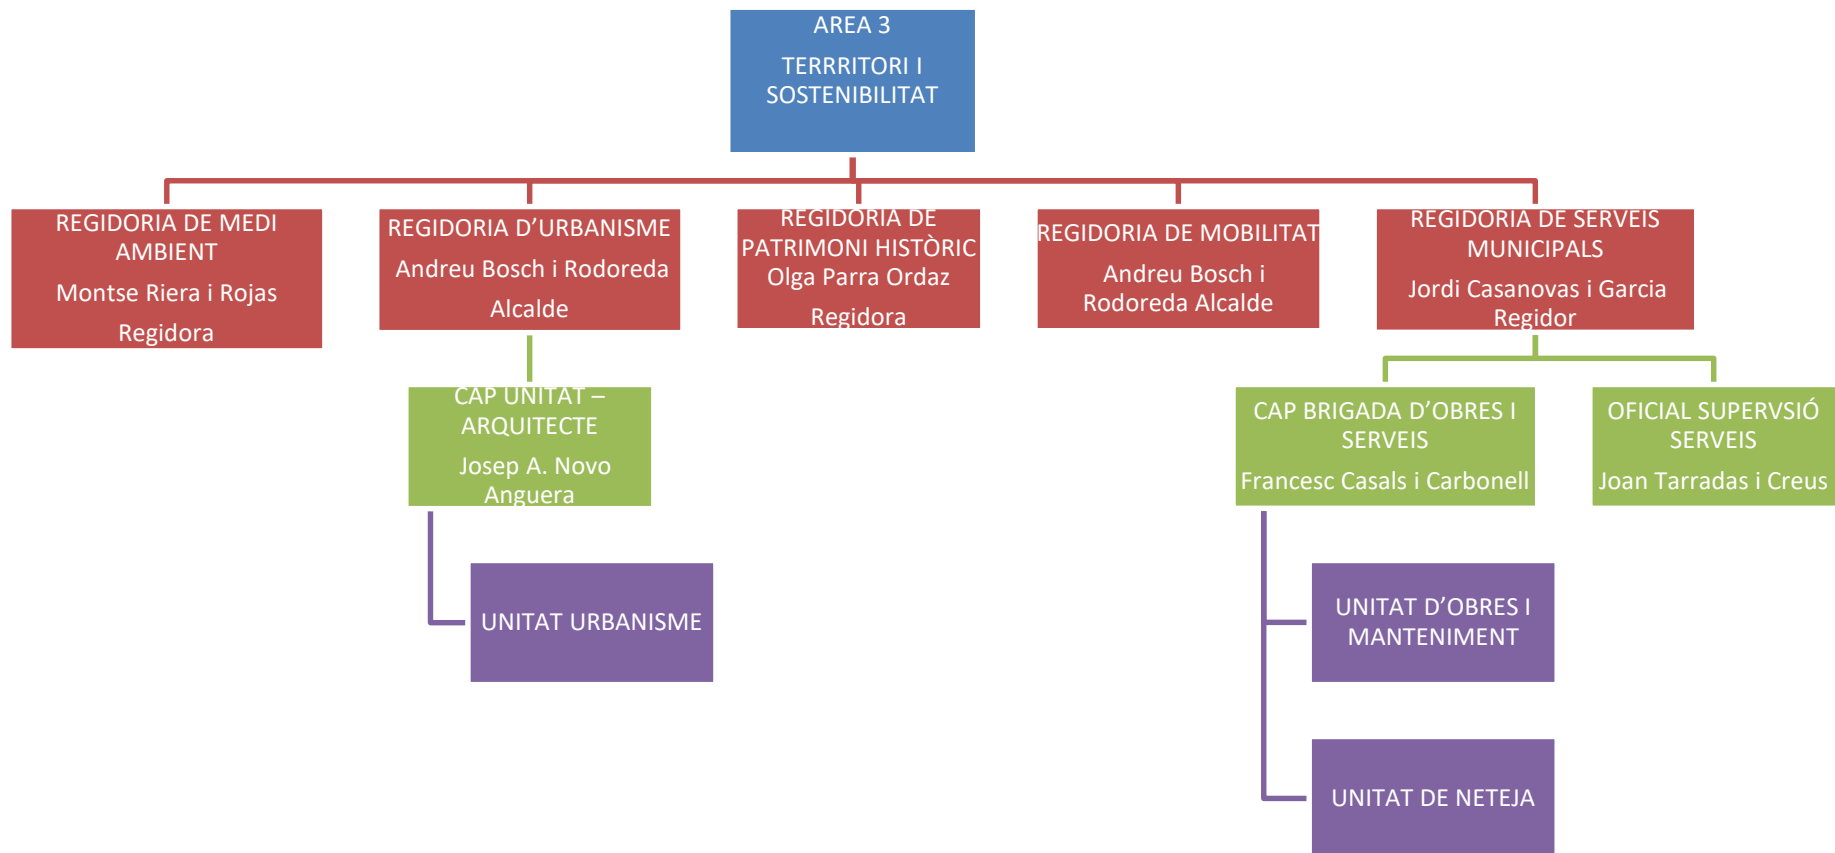 AREA 3
TERRRITORI I
SOSTENIBILITAT
REGIDORIA DE MEDI
AMBIENT
Montse Riera i Rojas
Regidora
REGIDORIA D’URBANISME
Andreu Bosch i Rodoreda
Alcalde
REGIDORIA DE
PATRIMONI HISTÒRIC
Olga Parra Ordaz
Regidora
REGIDORIA DE MOBILITAT
Andreu Bosch i
Rodoreda Alcalde
REGIDORIA DE SERVEIS
MUNICIPALS
Jordi Casanovas i Garcia
Regidor
CAP UNITAT –
ARQUITECTE
Josep A. Novo
Anguera
CAP BRIGADA D’OBRES I
SERVEIS
Francesc Casals i Carbonell
OFICIAL SUPERVSIÓ
SERVEIS
Joan Tarradas i Creus
UNITAT URBANISME
UNITAT D’OBRES I
MANTENIMENT
UNITAT DE NETEJA